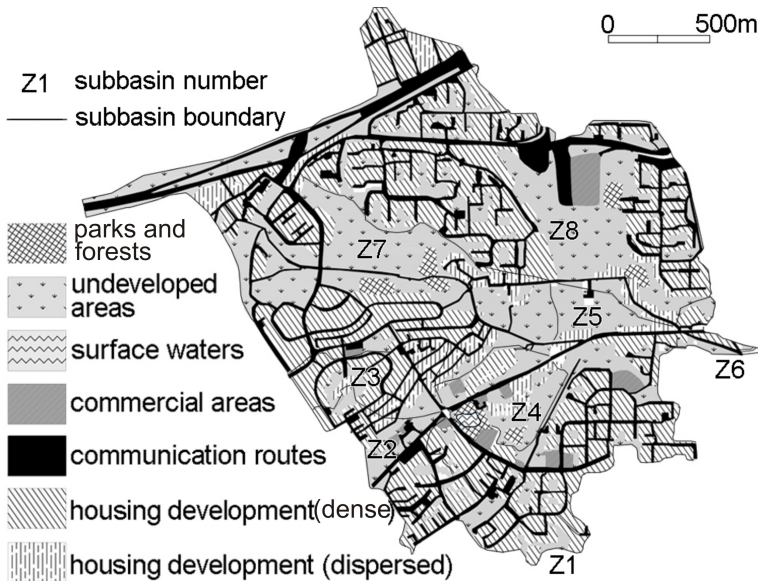 0 500m
Z1 subbasin number
subbasin boundary
parks and
forests
undeveloped
areas
surface waters
commercial areas
communication routes
housing development (dense)
housing development (dispersed)
Z8
Z7
Z5
Z6
Z3
Z4
Z2
Z1